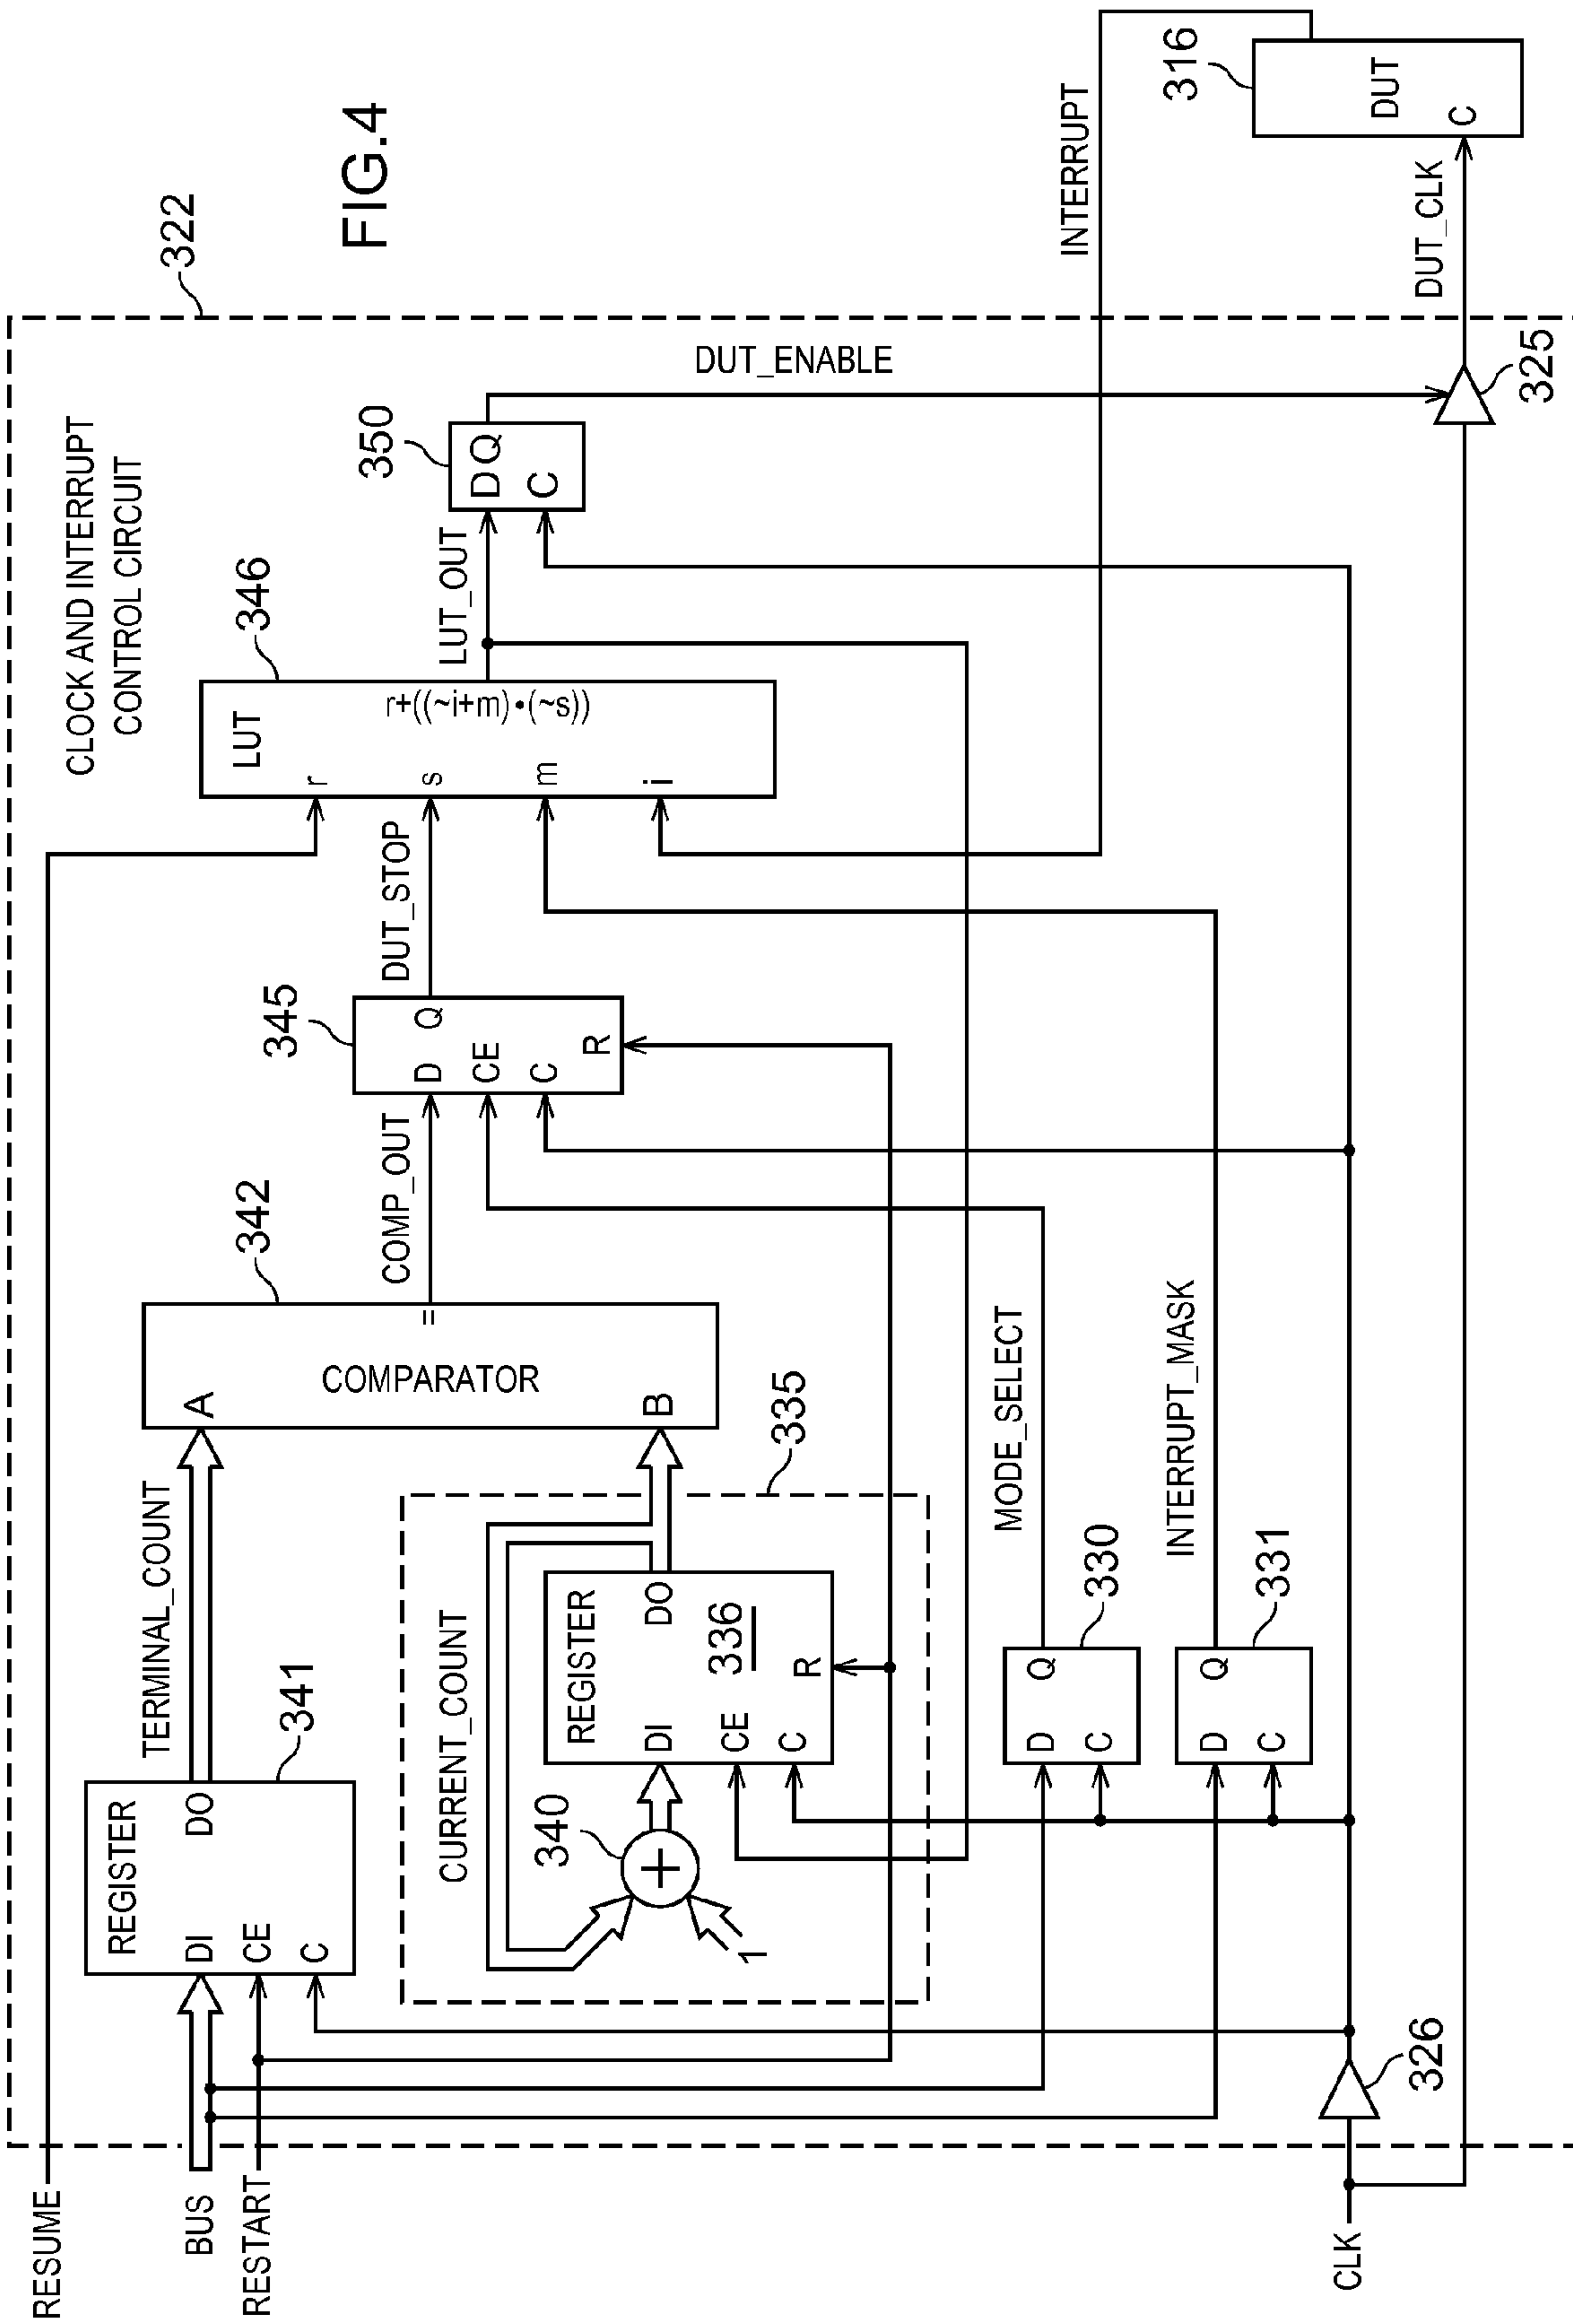 FIG.4
322
CLOCK AND INTERRUPT
CONTROL CIRCUIT
RESUME
BUS
RESTART
CLK
REGISTER
DI
CE
C
DO
341
TERMINAL_COUNT
A
COMPARATOR
B
=
342
COMP_OUT
CURRENT_COUNT
340
+
1
REGISTER
DI
CE
C
DO
336
R
335
345
D
Q
CE
C
R
DUT_STOP
346
LUT
r
s
m
i
r+((~i+m)•(~s))
LUT_OUT
350
D Q
C
DUT_ENABLE
MODE_SELECT
D
Q
C
330
INTERRUPT_MASK
D
Q
C
331
326
325
INTERRUPT
DUT_CLK
316
DUT
C